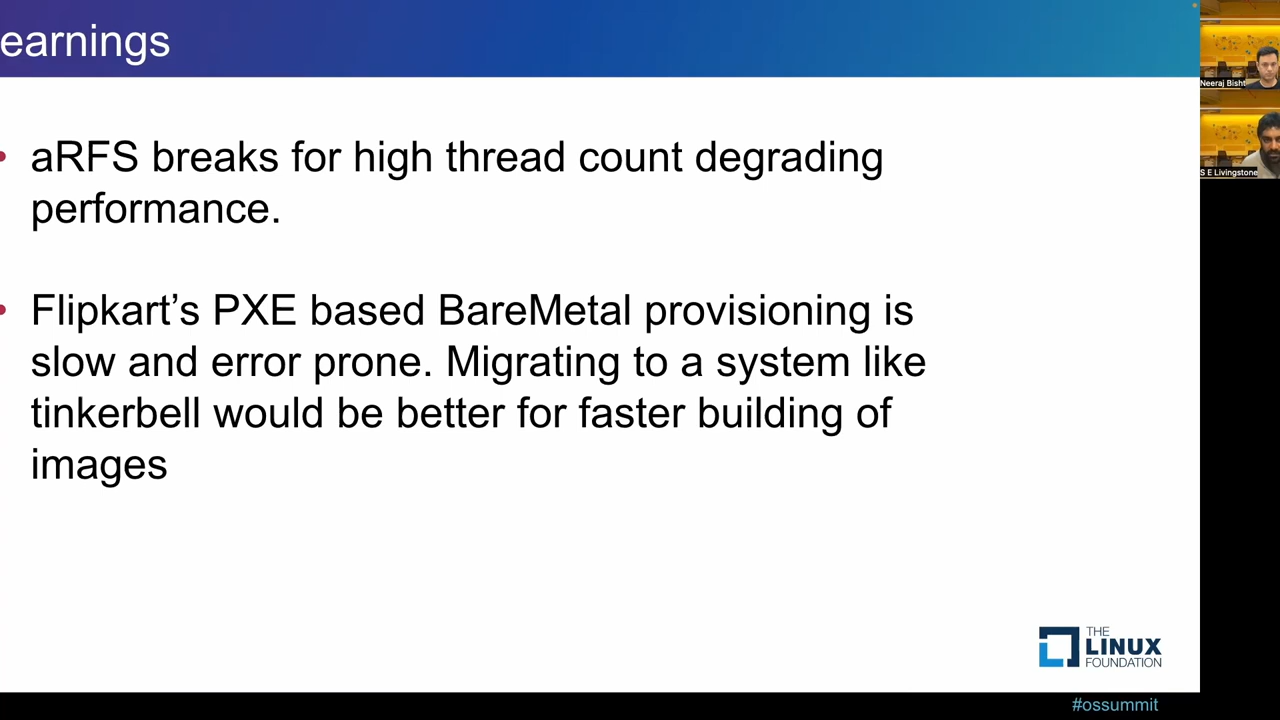 earnings
Neeraj Bisht
S E Livingstone
• aRFS breaks for high thread count degrading
performance.
• Flipkart’s PXE based BareMetal provisioning is
slow and error prone. Migrating to a system like
tinkerbell would be better for faster building of
images
THE
LINUX
FOUNDATION
#ossummit